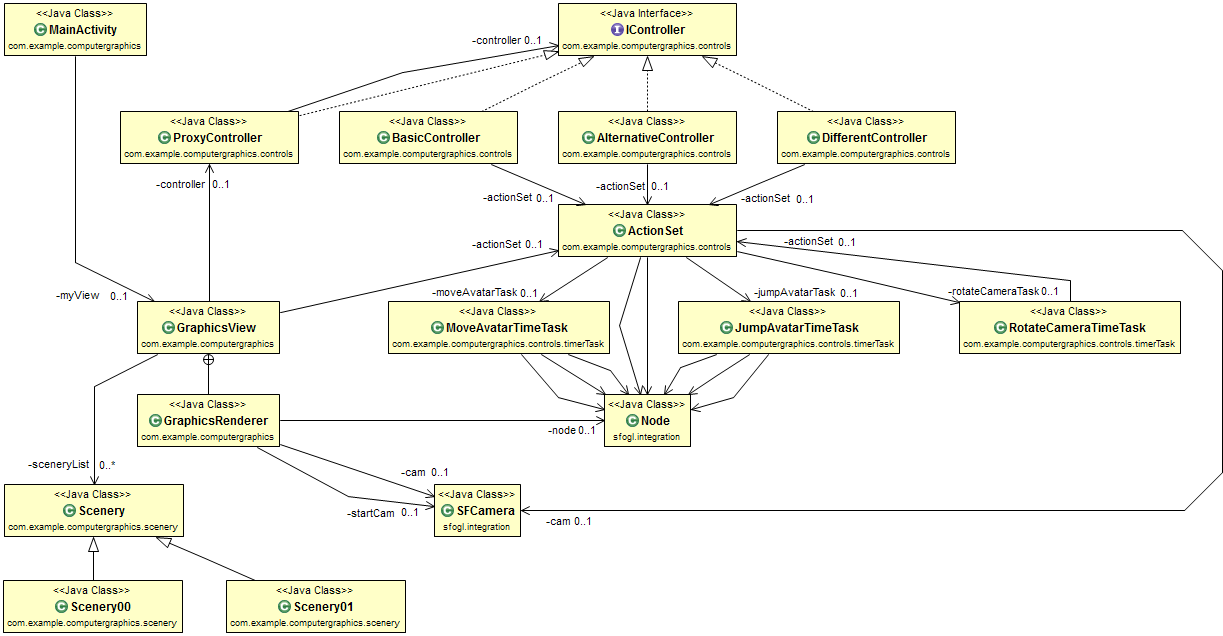 <<Java Class>>
MainActivity
com.example.computergraphics
<<Java Interface>>
IController
com.example.computergraphics.controls
-controller 0..1
<<Java Class>>
ProxyController
com.example.computergraphics.controls
<<Java Class>>
BasicController
com.example.computergraphics.controls
<<Java Class>>
AlternativeController
com.example.computergraphics.controls
<<Java Class>>
DifferentController
com.example.computergraphics.controls
-controller 0..1
-actionSet 0..1
-actionSet 0..1
-actionSet 0..1
<<Java Class>>
ActionSet
com.example.computergraphics.controls
-actionSet 0..1
-actionSet 0..1
-myView 0..1
-moveAvatarTask 0..1
-jumpAvatarTask 0..1
-rotateCameraTask 0..1
<<Java Class>>
GraphicsView
com.example.computergraphics
<<Java Class>>
MoveAvatarTimeTask
com.example.computergraphics.controls.timerTask
<<Java Class>>
JumpAvatarTimeTask
com.example.computergraphics.controls.timerTask
<<Java Class>>
RotateCameraTimeTask
com.example.computergraphics.controls.timerTask
<<Java Class>>
GraphicsRenderer
com.example.computergraphics
<<Java Class>>
Node
sfogl.integration
-node 0..1
-sceneryList 0..*
-cam 0..1
-startCam 0..1
<<Java Class>>
SFCamera
sfogl.integration
-cam 0..1
<<Java Class>>
Scenery
com.example.computergraphics.scenery
<<Java Class>>
Scenery00
com.example.computergraphics.scenery
<<Java Class>>
Scenery01
com.example.computergraphics.scenery